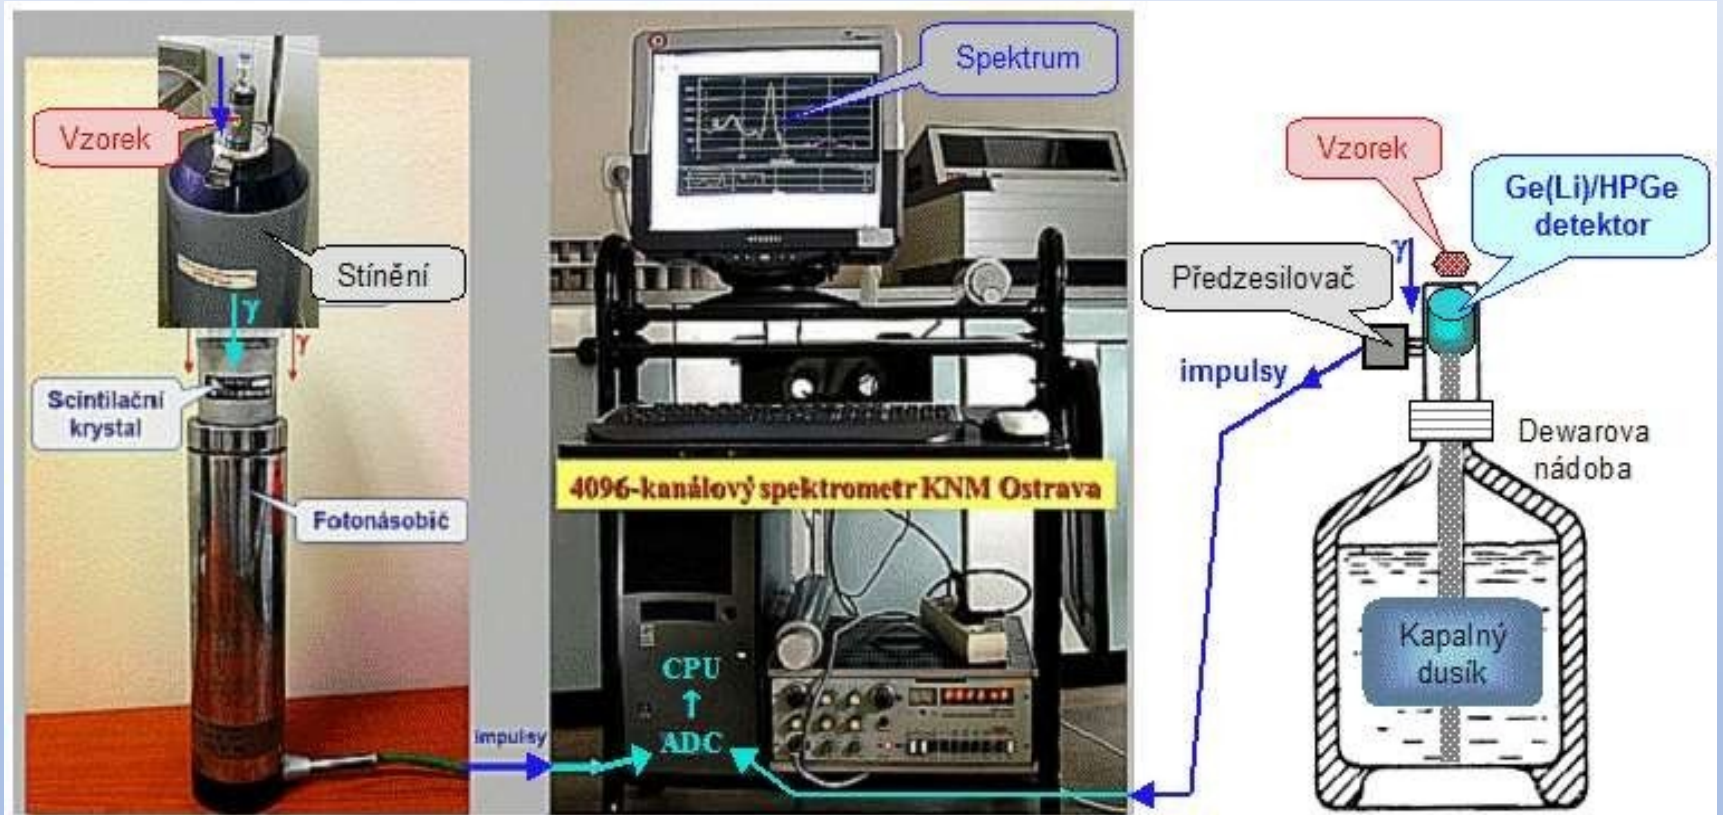 Vzorek
Stínění
γ
γ
Scintilační
krystal
Fotonásobič
impulsy
Spektrum
4096-kanálový spektrometr KNM Ostrava
CPU
ADC
Vzorek
Ge(Li)/HPGe
detektor
γ
Předzesilovač
impulsy
Dewarova
nádoba
Kapalný
dusík